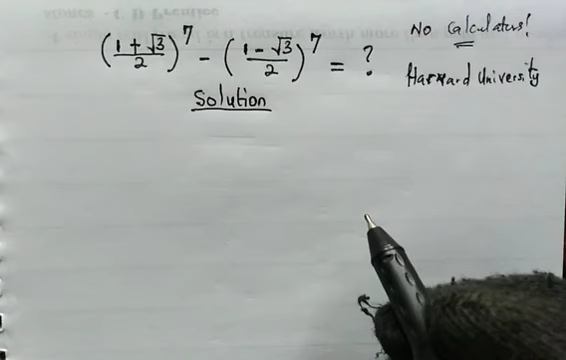 No Calculators!
(1 + √3 / 2)^7 - (1 - √3 / 2)^7 = ?
Harvard University
Solution